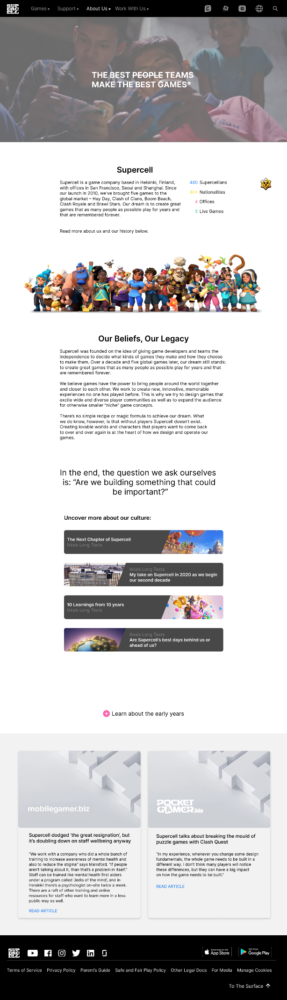 SUP
ERC
ELL
Games
Support
About Us
Work With Us
C
ID
THE BEST PEOPLE TEAMS
MAKE THE BEST GAMES*
Supercell
Supercell is a game company based in Helsinki, Finland,
with offices in San Francisco, Seoul and Shanghai. Since
our launch in 2010, we've brought five games to the
global market – Hay Day, Clash of Clans, Boom Beach,
Clash Royale and Brawl Stars. Our dream is to create great
games that as many people as possible play for years and
that are remembered forever.
Read more about us and our history below.
480 Supercellians
40+ Nationalities
4 Offices
5 Live Games
Our Beliefs, Our Legacy
Supercell was founded on the idea of giving game developers and teams the
independence to decide what kinds of games they make and how they choose
to make them. Over a decade and five global games later, our dream still stands:
to create great games that as many people as possible play for years and that
are remembered forever.
We believe games have the power to bring people around the world together
and closer to each other. We work to create new, innovative, memorable
experiences no one has played before. This is why we try to design games that
excite wide and diverse player communities as well as to expand the audience
for otherwise smaller “niche” game concepts.
There's no simple recipe or magic formula to achieve our dream. What
we do know, however, is that without players Supercell doesn't exist.
Creating lovable worlds and characters that players want to come back
to over and over again is at the heart of how we design and operate our
games.
In the end, the question we ask ourselves
is: “Are we building something that could
be important?”
Uncover more about our culture:
The Next Chapter of Supercell
Ikka's Long Texts
Ikka's Long Texts
My take on Supercell in 2020 as we begin
our second decade
10 Learnings from 10 years
Ikka's Long Texts
10
Ikka's Long Texts
Are Supercell's best days behind us or
ahead of us?
Learn about the early years
mobilegamer.biz
Supercell dodged ‘the great resignation’, but
it's doubling down on staff wellbeing anyway
“We work with a company who did a whole bunch of
training to increase awareness of mental health and
also to reduce the stigma” says Mansford. “If people
aren't talking about it, than that's a problem in itself.”
Staff can be trained like mental health first aiders
under a program called ‘Jedis of the mind’, and in
Helsinki there's a psychologist on-site twice a week.
There are a raft of other training and online
resources for staff who want to learn more in a less
public way as well.
READ ARTICLE
POCKET
GAMER.biz
Supercell talks about breaking the mould of
puzzle games with Clash Quest
“In my experience, whenever you change some design
fundamentals, the whole game needs to be built in a
different way. I don't think many players will notice
these differences, but they can have a big impact
on how the game needs to be built.”
READ ARTICLE
SUP
ERC
ELL
Download on the
App Store
GET IT ON
Google Play
Terms of Service
Privacy Policy
Parent's Guide
Safe and Fair Play Policy
Other Legal Docs
For Media
Manage Cookies
To The Surface